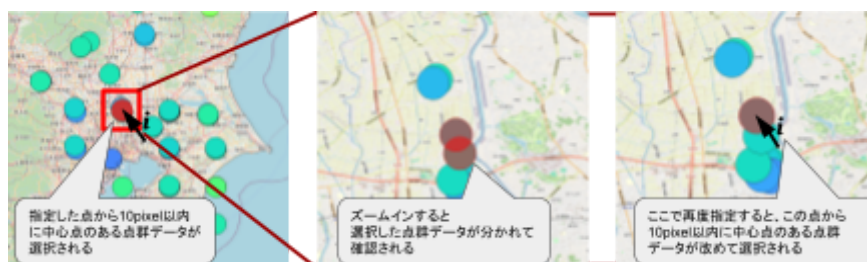 指定した点から10pixel以内
に中心点のある点群データが
選択される
ズームインすると
選択した点群データが分かれて
確認される
ここで再度指定すると、この点から
10pixel以内に中心点のある点群
データが改めて選択される
i
i